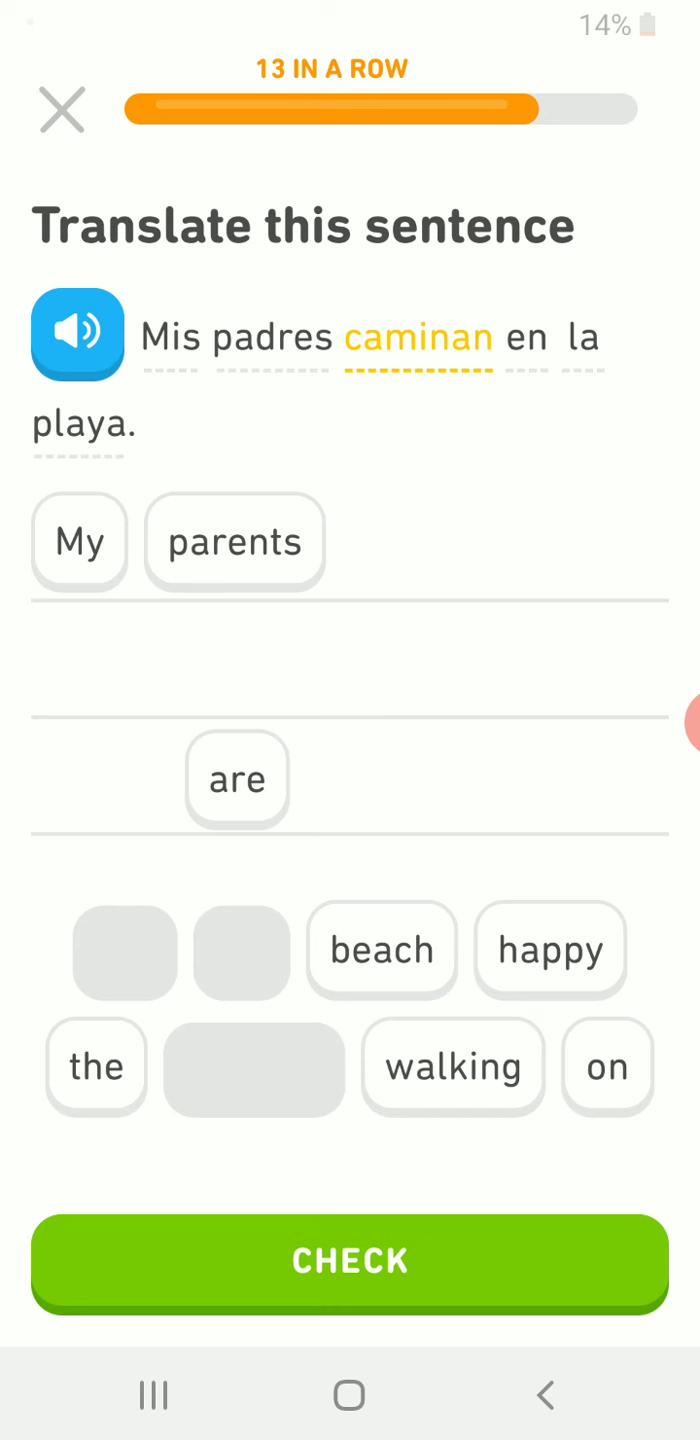 14%
13 IN A ROW
Translate this sentence
Mis padres caminan en la
playa.
My parents
are
beach happy
the walking on
CHECK